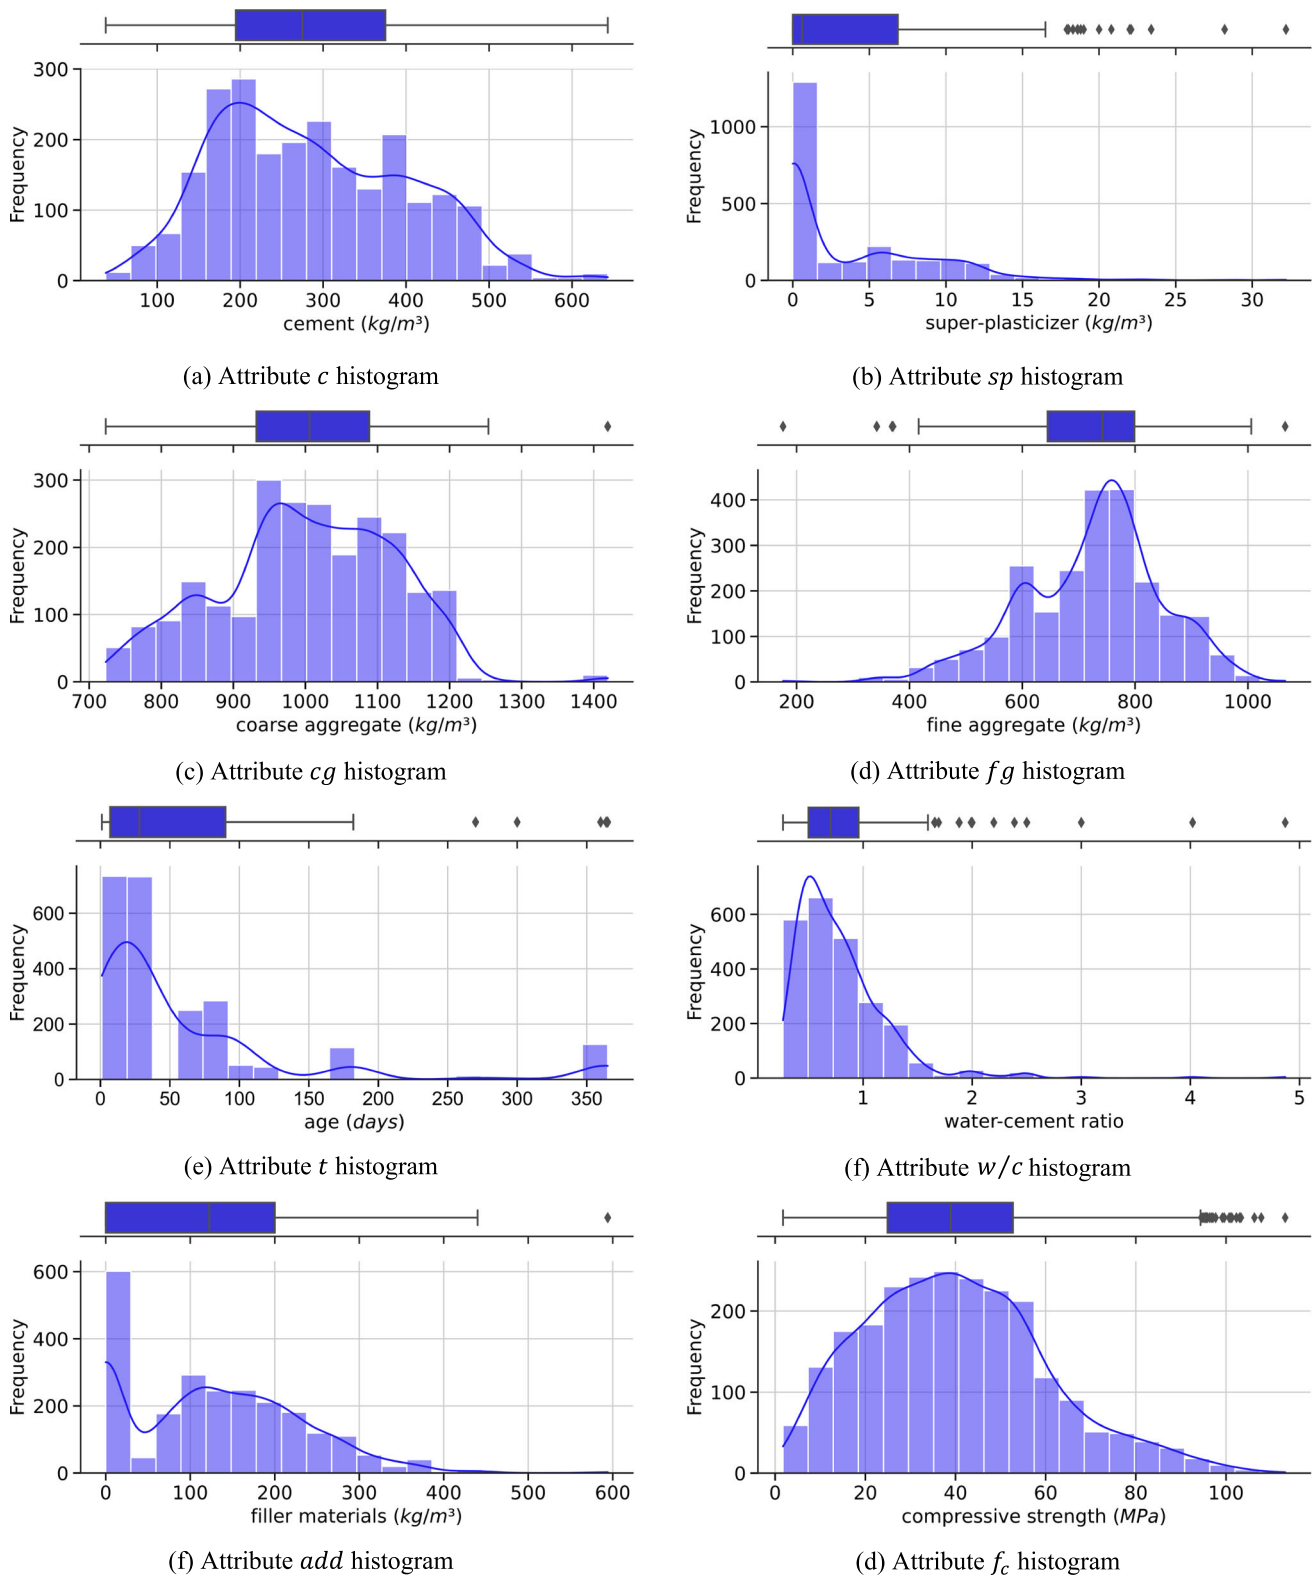 300
200
100
0
Frequency
100 200 300 400 500 600
cement (kg/m³)
(a) Attribute c histogram
1000
500
0
Frequency
0 5 10 15 20 25 30
super-plasticizer (kg/m³)
(b) Attribute sp histogram
300
200
100
0
Frequency
700 800 900 1000 1100 1200 1300 1400
coarse aggregate (kg/m³)
(c) Attribute cg histogram
400
300
200
100
0
Frequency
200 400 600 800 1000
fine aggregate (kg/m³)
(d) Attribute fg histogram
600
400
200
0
Frequency
0 50 100 150 200 250 300 350
age (days)
(e) Attribute t histogram
600
400
200
0
Frequency
1 2 3 4 5
water-cement ratio
(f) Attribute w/c histogram
600
400
200
0
Frequency
0 100 200 300 400 500 600
filler materials (kg/m³)
(f) Attribute add histogram
200
100
0
Frequency
0 20 40 60 80 100
compressive strength (MPa)
(d) Attribute f_c histogram